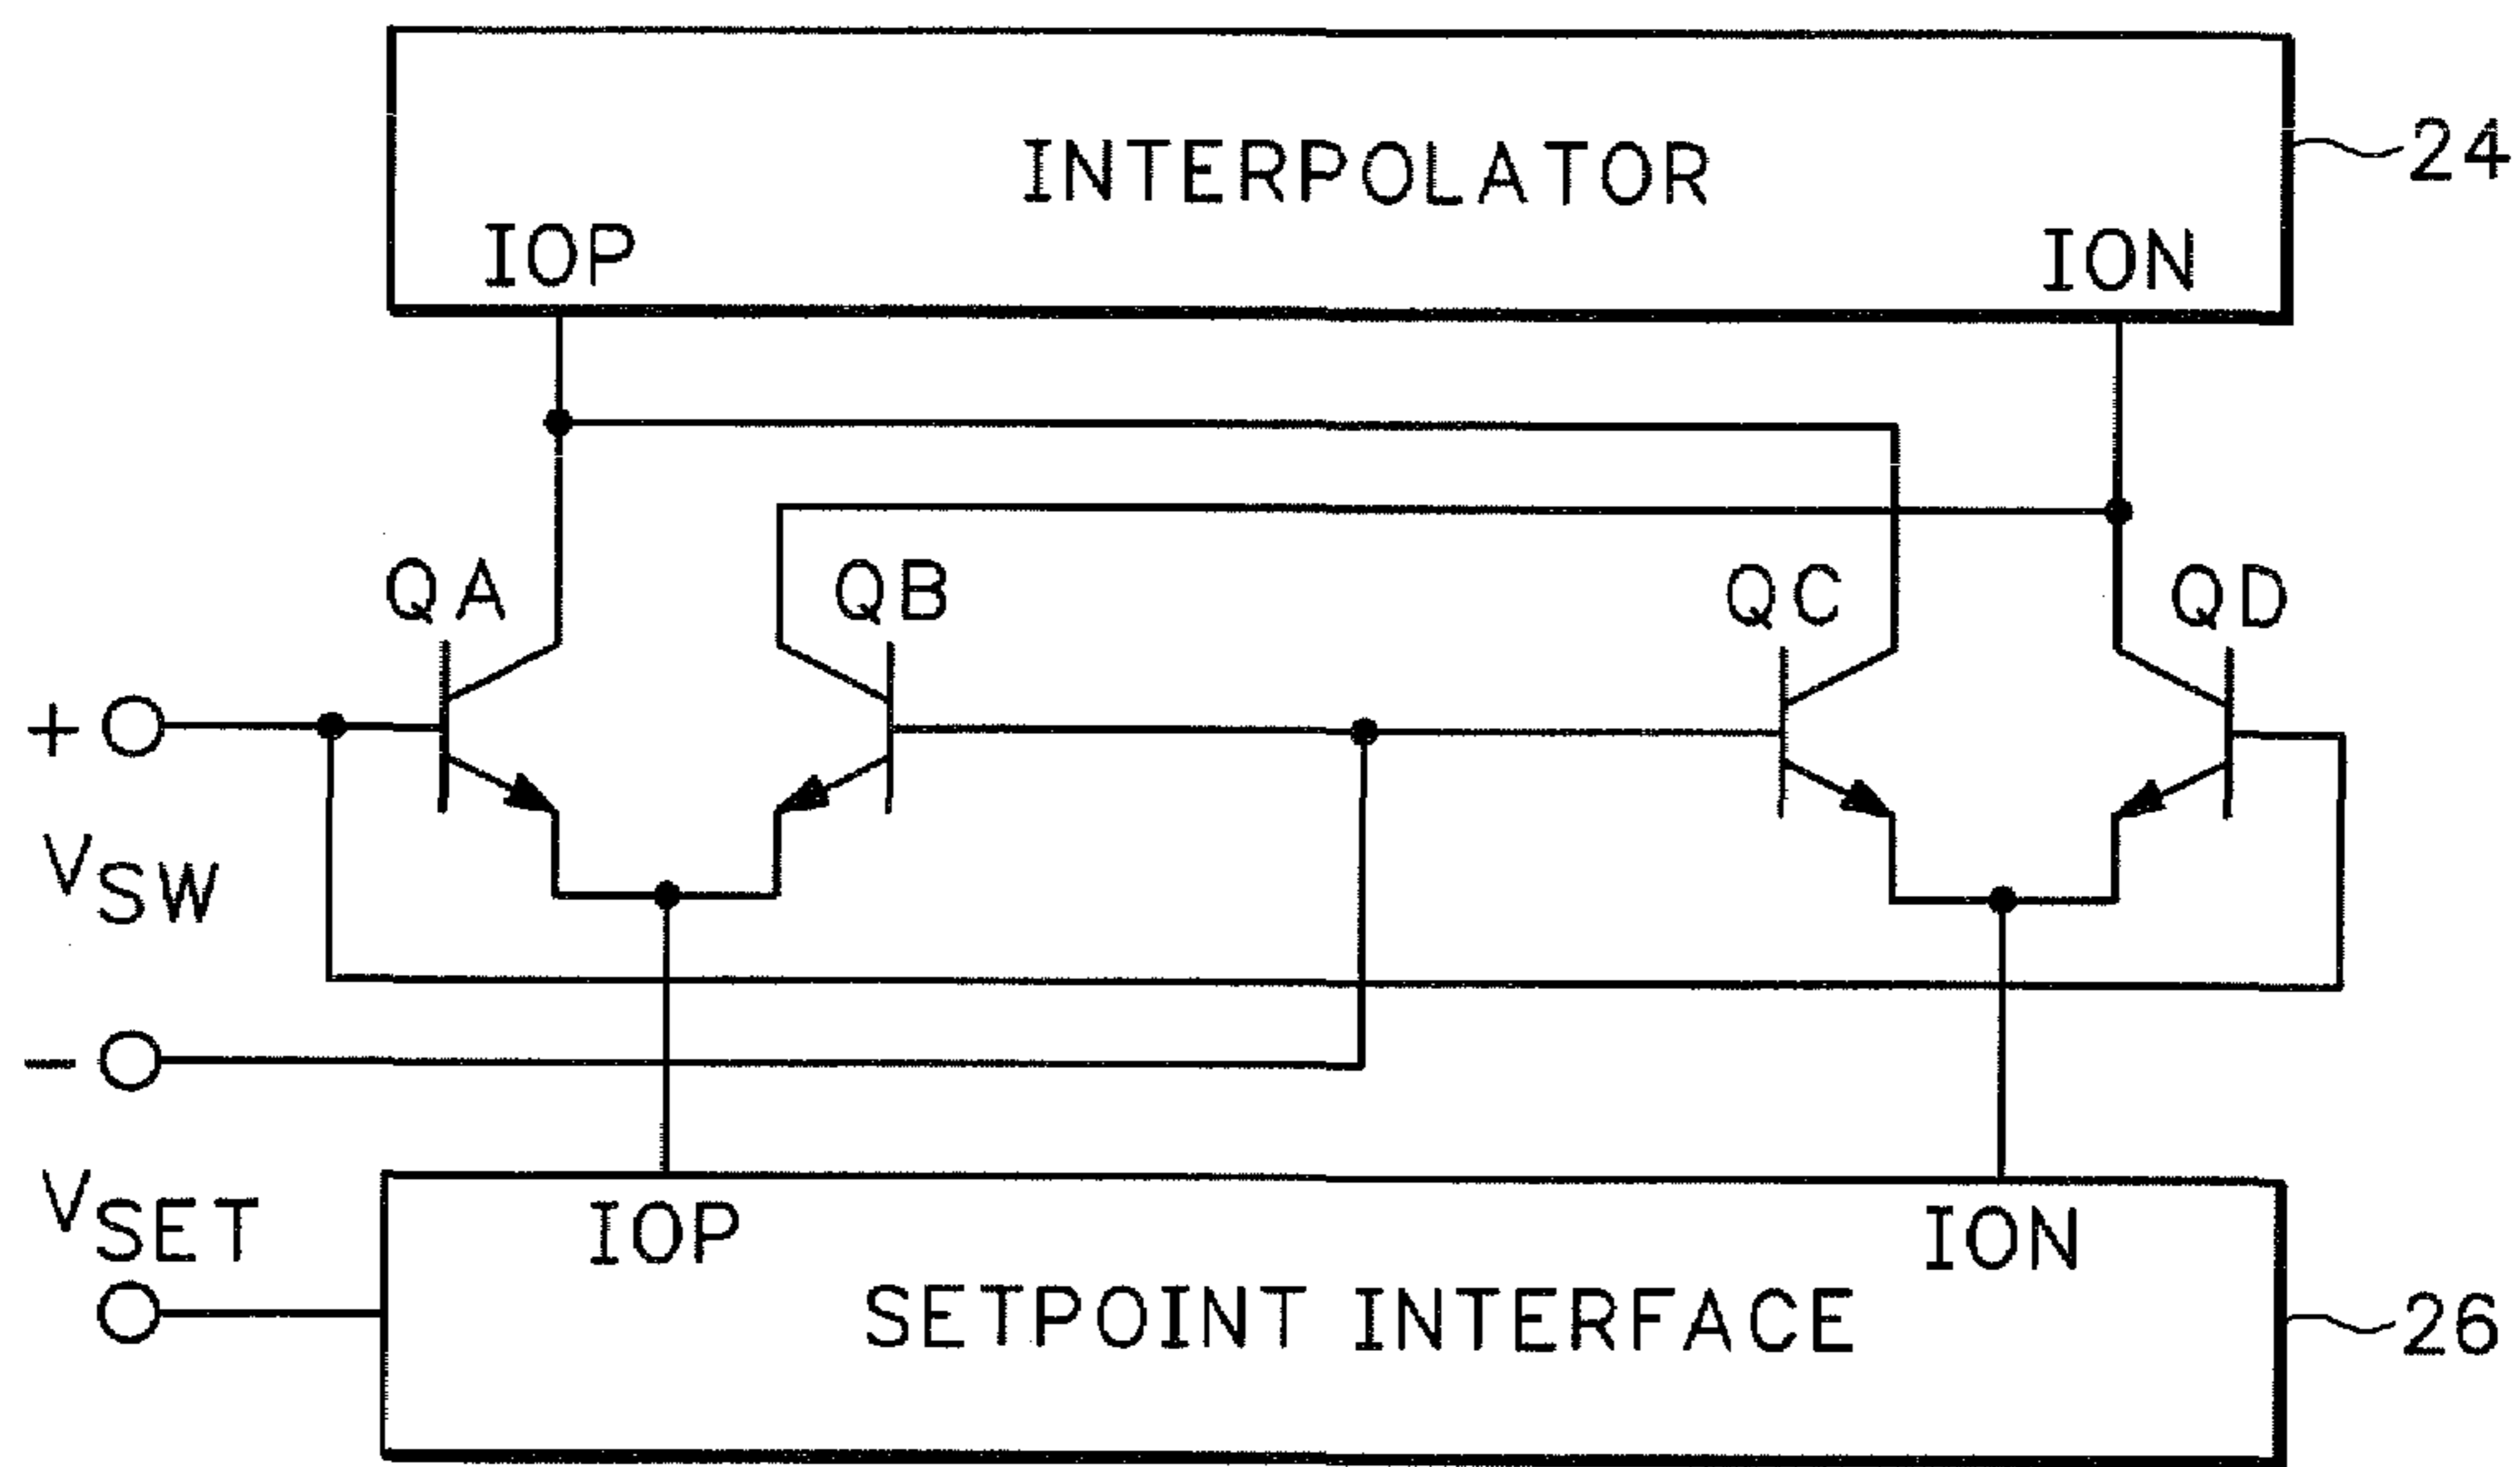 INTERPOLATOR
24
IOP
ION
QA
QB
QC
QD
+
VSW
-
VSET
IOP
ION
SETPOINT INTERFACE
26